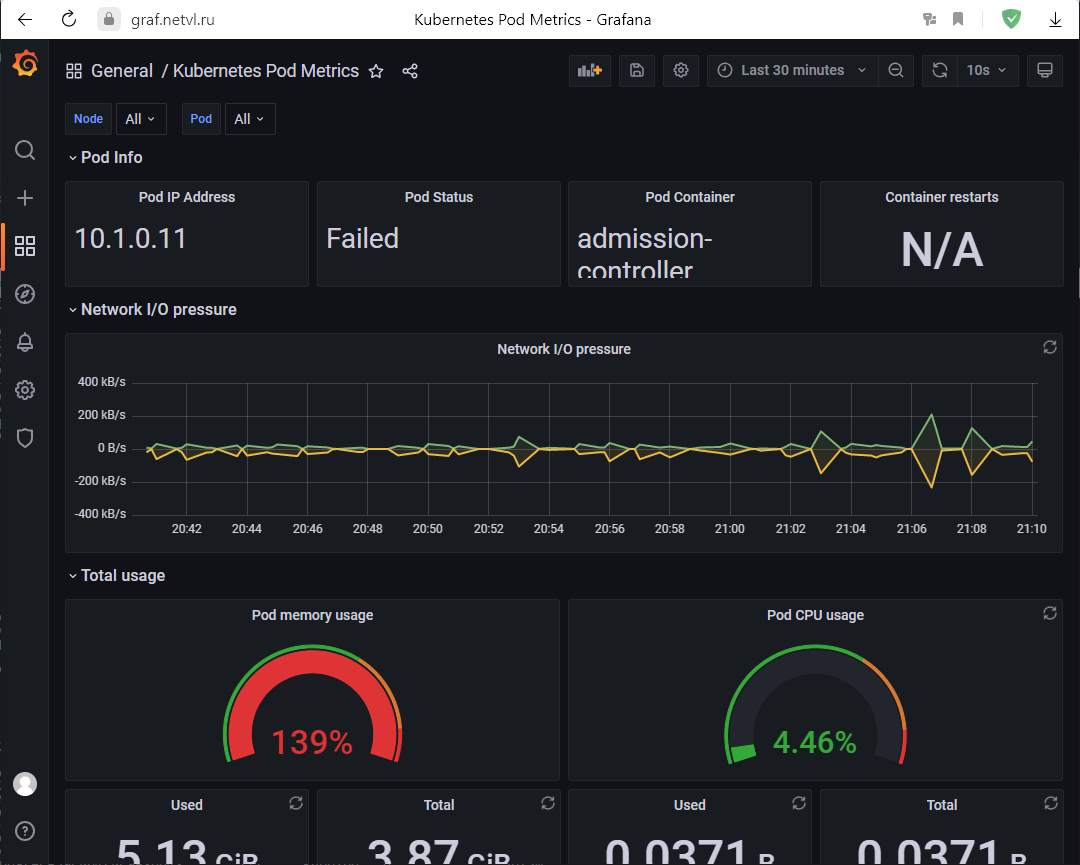 graf.netvl.ru
Kubernetes Pod Metrics - Grafana
General / Kubernetes Pod Metrics
Last 30 minutes
10s
Node
All
Pod
All
Pod Info
Pod IP Address
10.1.0.11
Pod Status
Failed
Pod Container
admission-
controller
Container restarts
N/A
Network I/O pressure
Network I/O pressure
400 kB/s
200 kB/s
0 B/s
-200 kB/s
-400 kB/s
20:42 20:44 20:46 20:48 20:50 20:52 20:54 20:56 20:58 21:00 21:02 21:04 21:06 21:08 21:10
Total usage
Pod memory usage
139%
Pod CPU usage
4.46%
Used
5.13 GiB
Total
3.87 GiB
Used
0.0371 B
Total
0.0371 B